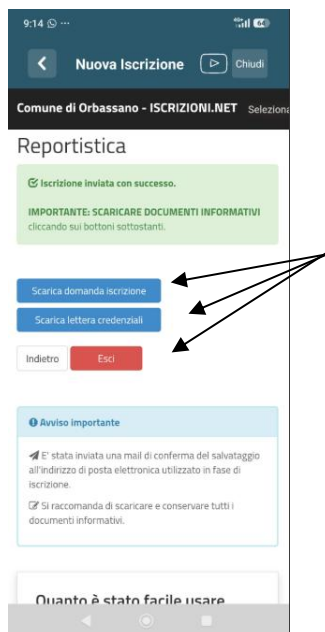 9:14 ···
64
Nuova Iscrizione
Chiudi
Comune di Orbassano - ISCRIZIONI.NET Seleziona
Reportistica
Iscrizione inviata con successo.
IMPORTANTE: SCARICARE DOCUMENTI INFORMATIVI
cliccando sui bottoni sottostanti.
Scarica domanda iscrizione
Scarica lettera credenziali
Indietro
Esci
Avviso importante
E' stata inviata una mail di conferma del salvataggio
all'indirizzo di posta elettronica utilizzato in fase di
iscrizione.
Si raccomanda di scaricare e conservare tutti i
documenti informativi.
Quanto è stato facile usare